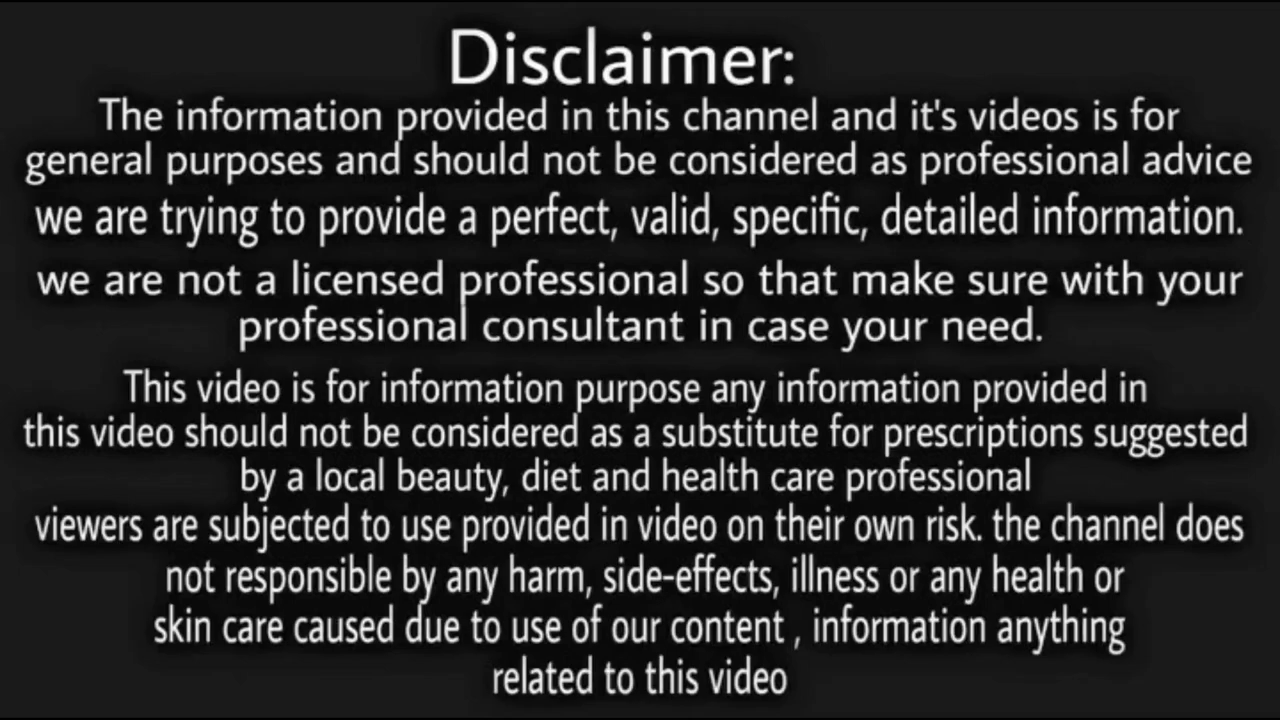 Disclaimer:
The information provided in this channel and it's videos is for
general purposes and should not be considered as professional advice
we are trying to provide a perfect, valid, specific, detailed information.
we are not a licensed professional so that make sure with your
professional consultant in case your need.
This video is for information purpose any information provided in
this video should not be considered as a substitute for prescriptions suggested
by a local beauty, diet and health care professional
viewers are subjected to use provided in video on their own risk. the channel does
not responsible by any harm, side-effects, illness or any health or
skin care caused due to use of our content , information anything
related to this video